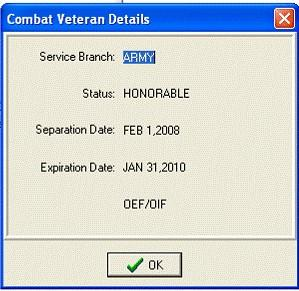 Combat Veteran Details
Service Branch: ARMY
Status: HONORABLE
Separation Date: FEB 1,2008
Expiration Date: JAN 31,2010
OEF/OIF
OK